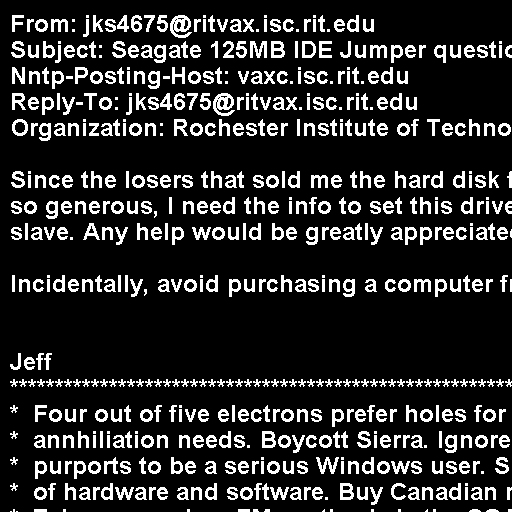 From: jks4675@ritvax.isc.rit.edu
Subject: Seagate 125MB IDE Jumper questio
Nntp-Posting-Host: vaxc.isc.rit.edu
Reply-To: jks4675@ritvax.isc.rit.edu
Organization: Rochester Institute of Techno
Since the losers that sold me the hard disk f
so generous, I need the info to set this drive
slave. Any help would be greatly appreciate
Incidentally, avoid purchasing a computer fr
Jeff
*********************************************************
* Four out of five electrons prefer holes for
* annhiliation needs. Boycott Sierra. Ignore
* purports to be a serious Windows user. S
* of hardware and software. Buy Canadian r